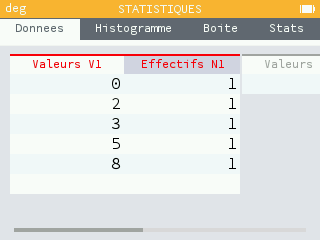 deg STATISTIQUES
Donnees Histogramme Boite Stats
Valeurs V1 Effectifs N1 Valeurs
0 1
2 1
3 1
5 1
8 1